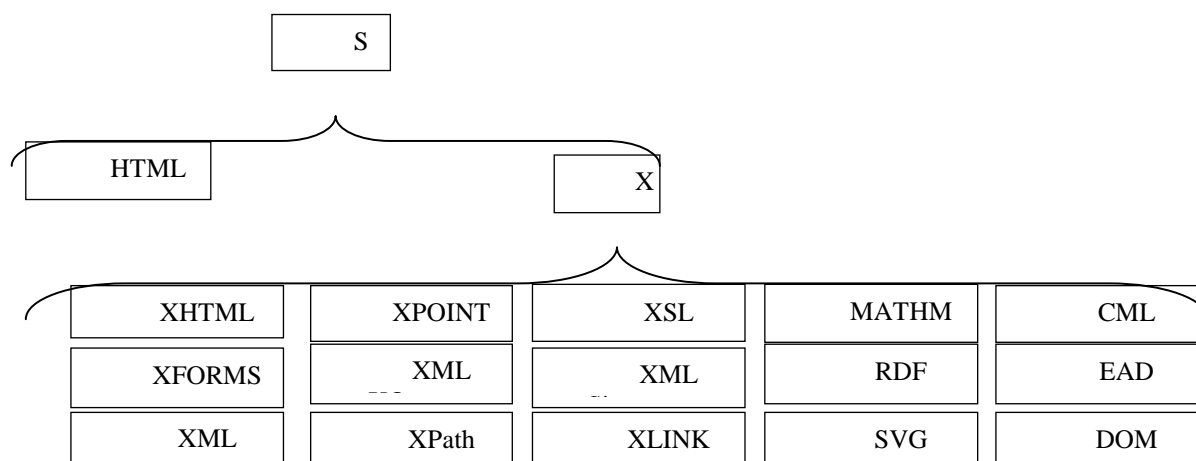 S
HTML
X
XHTML XPOINT XSL MATHM CML
XFORMS XML XML RDF EAD
XML XPath XLINK SVG DOM